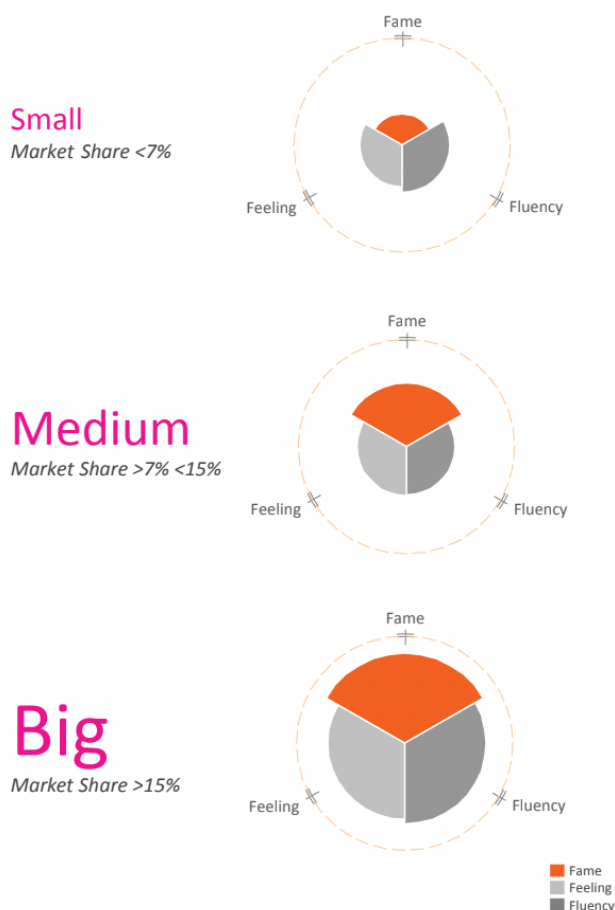 Fame
Small
Market Share <7%
Feeling
Fluency
Fame
Medium
Market Share >7% <15%
Feeling
Fluency
Fame
Big
Market Share >15%
Feeling
Fluency
Fame
Feeling
Fluency